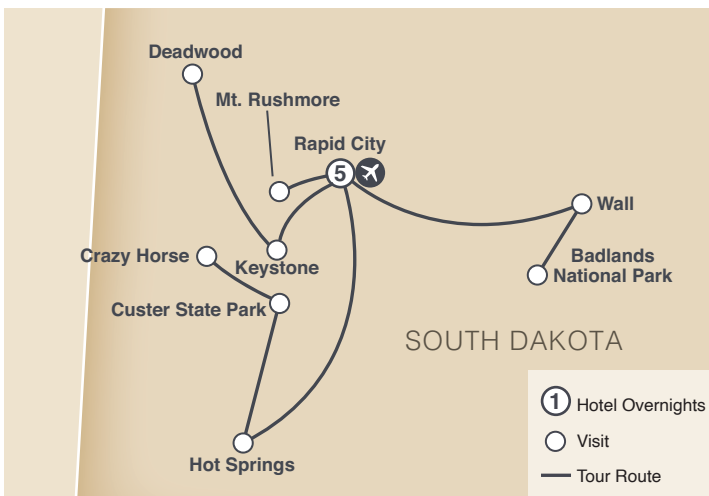 Deadwood
Mt. Rushmore
Rapid City
5
Wall
Crazy Horse
Keystone
Badlands
National Park
Custer State Park
SOUTH DAKOTA
Hot Springs
1 Hotel Overnights
Visit
Tour Route